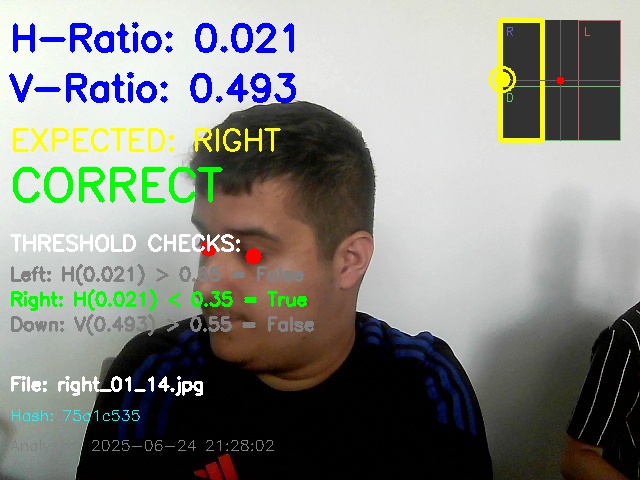 H-Ratio: 0.021
V-Ratio: 0.493
EXPECTED: RIGHT
CORRECT
THRESHOLD CHECKS:
Left: H(0.021) > = False
Right: H(0.021) < 0.35 = True
Down: V(0.493) > 0.55 = False
File: right_01_14.jpg
Hash: 75a1c535
2025-06-24 21:28:02
R
L
D